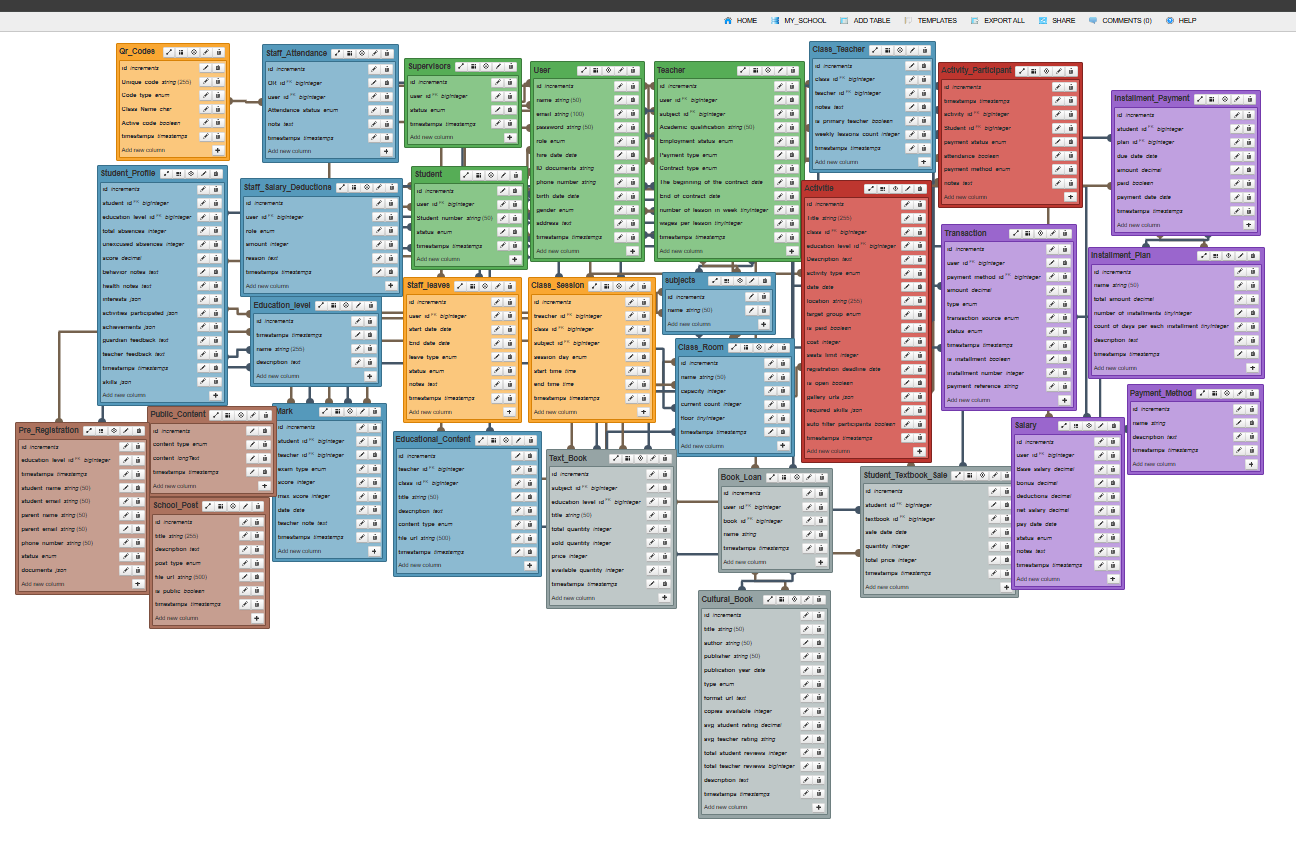 HOME MY_SCHOOL ADD TABLE TEMPLATES EXPORT ALL SHARE COMMENTS (0) HELP
Qr_Codes
id increments
Unique code string (255)
Code type enum
Class Name char
Active code boolean
timestamps timestamps
Add new column
Staff_Attendance
id increments
QR id FK bigInteger
user id FK bigInteger
Attendance status enum
note text
timestamps timestamps
Add new column
Supervisors
id increments
user id FK bigInteger
status enum
timestamps timestamps
Add new column
User
id increments
name string (50)
email string (100)
password string (50)
role enum
hire date date
ID documents string
phone number string
birth date date
gender enum
address text
timestamps timestamps
Add new column
Teacher
id increments
user id FK bigInteger
subject id FK bigInteger
Academic qualification string (50)
Employment status enum
Payment type enum
Contract type enum
The beginning of the contract date
End of contract date
number of lesson in week tinyInteger
wages per lesson tinyInteger
timestamps timestamps
Add new column
Class_Teacher
id increments
class id FK bigInteger
teacher id FK bigInteger
notes text
is primary teacher boolean
weekly lessons count integer
timestamps timestamps
Add new column
Activity_Participant
id increments
timestamps timestamps
activity id FK bigInteger
Student id FK bigInteger
payment status enum
attendance boolean
payment method enum
notes text
Add new column
Installment_Payment
id increments
student id FK bigInteger
plan id FK bigInteger
due date date
amount decimal
paid boolean
payment date date
timestamps timestamps
Add new column
Student_Profile
id increments
student id FK bigInteger
education level id FK bigInteger
total absences integer
unexcused absences integer
score decimal
behavior notes text
health notes text
interests json
activities participated json
achievements json
guardian feedback text
teacher feedback text
timestamps timestamps
skills json
Add new column
Staff_Salary_Deductions
id increments
user id FK bigInteger
role enum
amount integer
reason text
timestamps timestamps
Add new column
Student
id increments
user id FK bigInteger
Student number string (50)
status enum
timestamps timestamps
Add new column
Activitie
id increments
Title string (255)
class id FK bigInteger
education level id FK bigInteger
Description text
activity type enum
date date
location string (255)
target group enum
is paid boolean
cost integer
seats limit integer
registration deadline date
is open boolean
gallery urls json
required skills json
auto filter participants boolean
timestamps timestamps
Add new column
Transaction
id increments
user id FK bigInteger
payment method id FK bigInteger
amount decimal
type enum
transaction source enum
status enum
timestamps timestamps
is installment boolean
installment number integer
payment reference string
Add new column
Installment_Plan
id increments
name string (50)
total amount decimal
number of installments tinyInteger
count of days per each installment tinyInteger
description text
timestamps timestamps
Add new column
Education_level
id increments
timestamps timestamps
name string (255)
description text
Add new column
Staff_leaves
id increments
user id FK bigInteger
start date date
End date date
leave type enum
status enum
notes text
timestamps timestamps
Add new column
Class_Session
id increments
treacher id FK bigInteger
class id FK bigInteger
subject id FK bigInteger
session day enum
start time time
end time time
timestamps timestamps
Add new column
subjects
id increments
name string (50)
Add new column
Class_Room
id increments
name string (50)
capacity integer
current count integer
floor tinyInteger
timestamps timestamps
Add new column
Payment_Method
id increments
name string
description text
timestamps timestamps
Add new column
Pre_Registration
id increments
education level id FK bigInteger
timestamps timestamps
student name string (50)
student email string (50)
parent name string (50)
parent email string (50)
phone number string (50)
status enum
documents json
Add new column
Public_Content
id increments
content type enum
content longText
timestamps timestamps
Add new column
School_Post
id increments
title string (255)
description text
post type enum
file url string (500)
is public boolean
timestamps timestamps
Add new column
Mark
id increments
student id FK bigInteger
teacher id FK bigInteger
exam type enum
score integer
max score integer
date date
teacher note text
timestamps timestamps
Add new column
Educational_Content
id increments
teacher id FK bigInteger
class id FK bigInteger
title string (50)
description text
content type enum
file url string (500)
timestamps timestamps
Add new column
Text_Book
id increments
subject id FK bigInteger
education level id FK bigInteger
title string (50)
total quantity integer
sold quantity integer
price integer
available quantity integer
timestamps timestamps
Add new column
Book_Loan
id increments
user id FK bigInteger
book id FK bigInteger
name string
timestamps timestamps
Add new column
Student_Textbook_Sale
id increments
student id FK bigInteger
textbook id FK bigInteger
sale date date
quantity integer
total price integer
timestamps timestamps
Add new column
Salary
id increments
user id FK bigInteger
Base salary decimal
bonus decimal
deductions decimal
net salary decimal
pay date date
status enum
notes text
timestamps timestamps
Add new column
Cultural_Book
id increments
title string (50)
author string (50)
publisher string (50)
publication year date
type enum
format url text
copies available integer
avg student rating decimal
avg teacher rating string
total student reviews integer
total teacher reviews bigInteger
description text
timestamps timestamps
Add new column